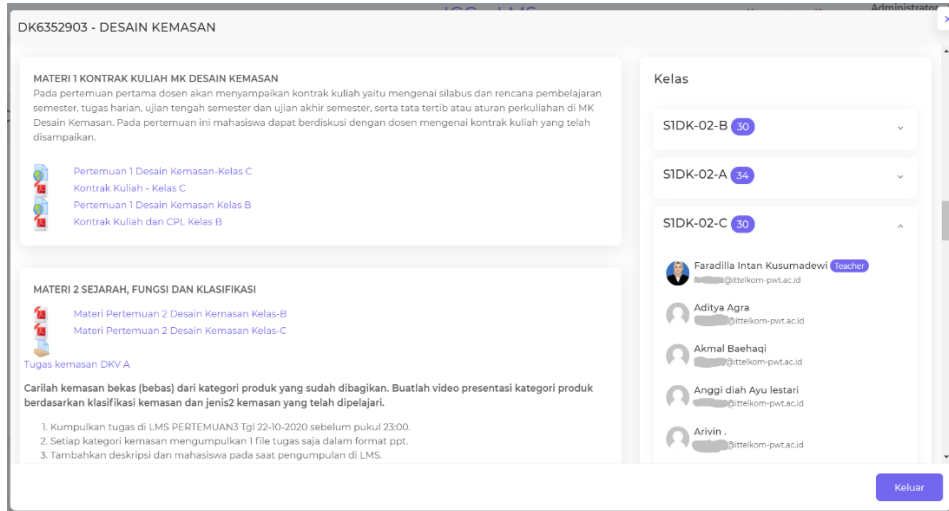 Administrator
DK6352903 - DESAIN KEMASAN
MATERI 1 KONTRAK KULIAH MK DESAIN KEMASAN
Pada pertemuan pertama dosen akan menyampaikan kontrak kuliah yaitu mengenai silabus dan rencana pembelajaran
semester, tugas harian, ujian tengah semester dan ujian akhir semester, serta tata tertib atau aturan perkuliahan di MK
Desain Kemasan. Pada pertemuan ini mahasiswa dapat berdiskusi dengan dosen mengenai kontrak kuliah yang telah
disampaikan.
Pertemuan 1 Desain Kemasan-Kelas C
Kontrak Kuliah - Kelas C
Pertemuan 1 Desain Kemasan Kelas B
Kontrak Kuliah dan CPL Kelas B
MATERI 2 SEJARAH, FUNGSI DAN KLASIFIKASI
Materi Pertemuan 2 Desain Kemasan Kelas-B
Materi Pertemuan 2 Desain Kemasan Kelas-C
Tugas kemasan DKV A
Carilah kemasan bekas (bebas) dari kategori produk yang sudah dibagikan. Buatlah video presentasi kategori produk
berdasarkan klasifikasi kemasan dan jenis2 kemasan yang telah dipelajari.
1. Kumpulkan tugas di LMS PERTEMUAN3 Tgl 22-10-2020 sebelum pukul 23:00.
2. Setiap kategori kemasan mengumpulkan 1 file tugas saja dalam format ppt.
3. Tambahkan deskripsi dan mahasiswa pada saat pengumpulan di LMS.
Kelas
S1DK-02-B 30
S1DK-02-A 34
S1DK-02-C 30
Faradilla Intan Kusumadewi Teacher
@ittelkom-pwt.ac.id
Aditya Agra
@ittelkom-pwt.ac.id
Akmal Baehaqi
@ittelkom-pwt.ac.id
Anggi diah Ayu lestari
@ittelkom-pwt.ac.id
Arivin .
@ittelkom-pwt.ac.id
Keluar